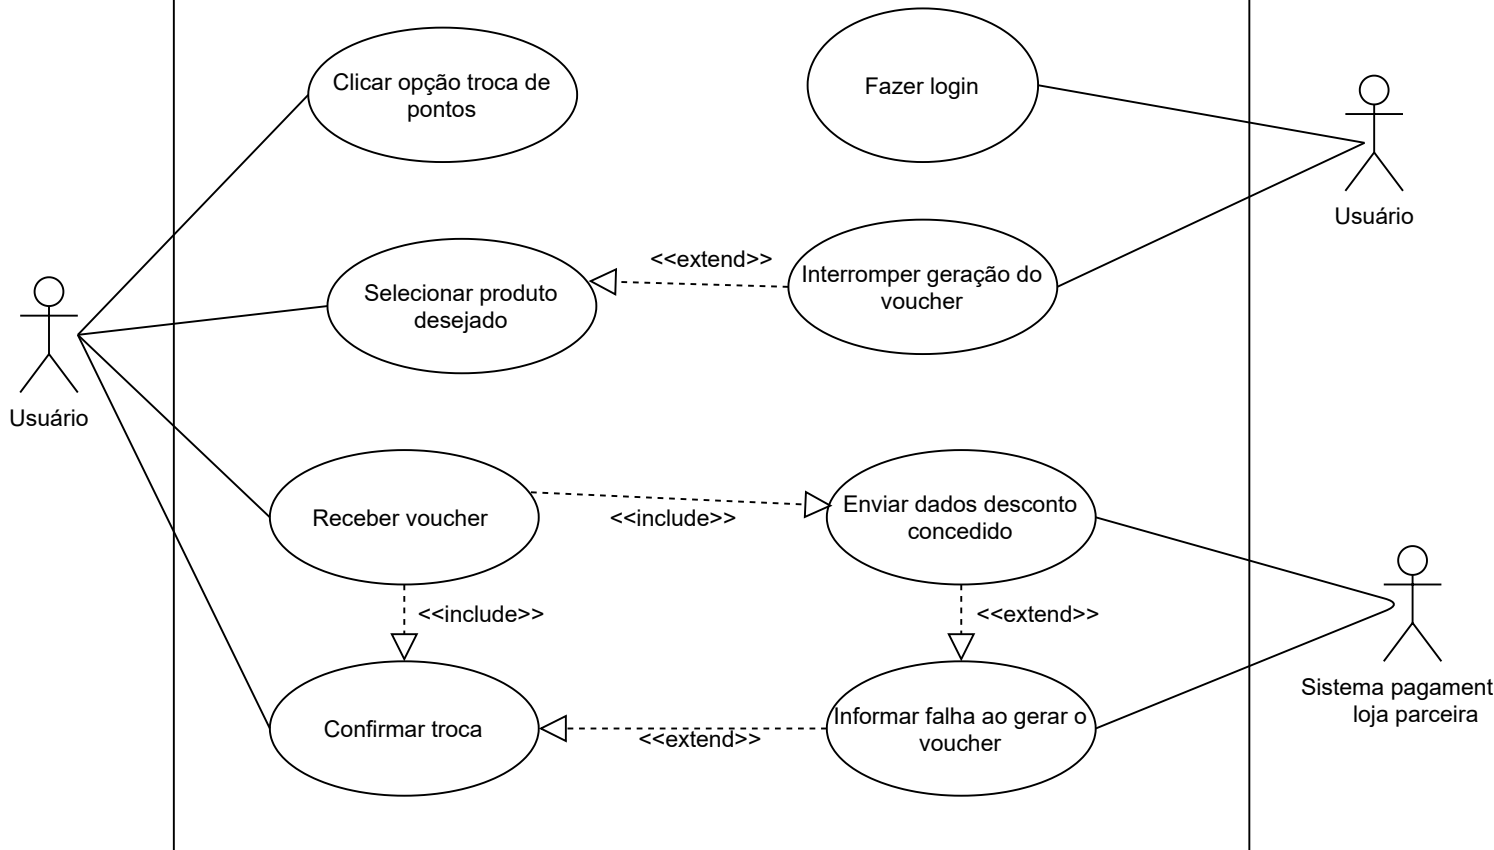 Clicar opção troca de
pontos
Fazer login
Usuário
<<extend>>
Selecionar produto
desejado
Interromper geração do
voucher
Usuário
Receber voucher
<<include>>
Enviar dados desconto
concedido
<<include>>
<<extend>>
Sistema pagament
loja parceira
Confirmar troca
<<extend>>
Informar falha ao gerar o
voucher